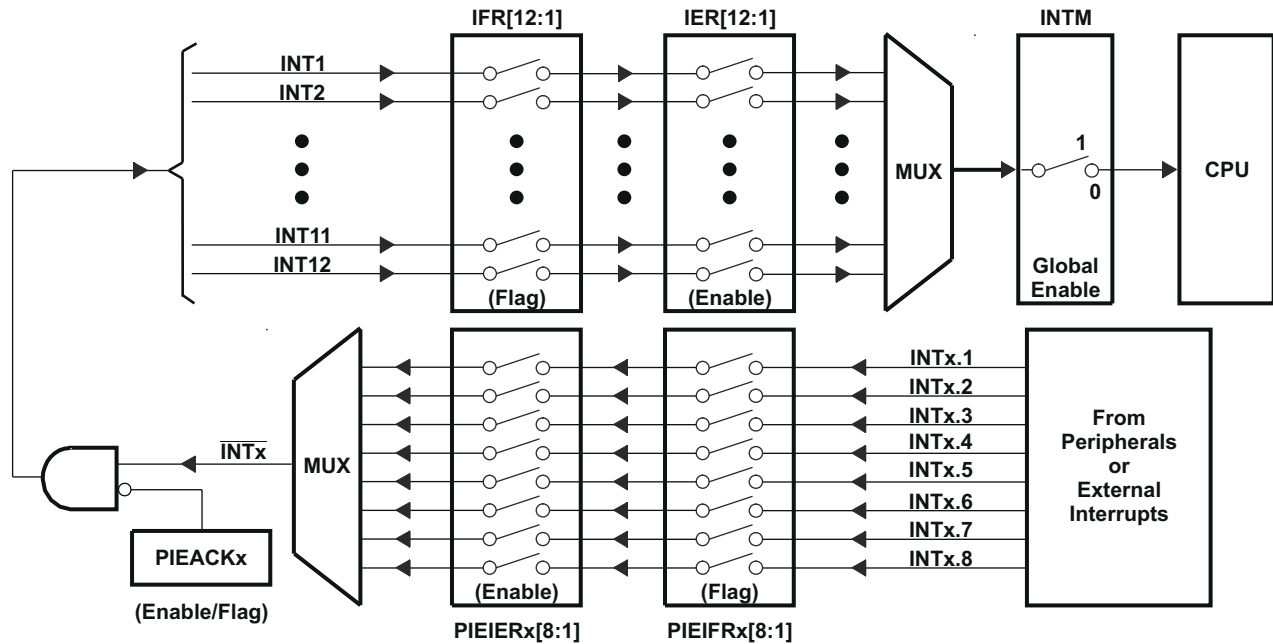 IFR[12:1]
IER[12:1]
INTM
INT1
INT2
INT11
INT12
(Flag)
(Enable)
MUX
1
0
Global
Enable
CPU
INTx
MUX
PIEACKx
(Enable/Flag)
(Enable)
PIEIERx[8:1]
(Flag)
PIEIFRx[8:1]
INTx.1
INTx.2
INTx.3
INTx.4
INTx.5
INTx.6
INTx.7
INTx.8
From
Peripherals
or
External
Interrupts